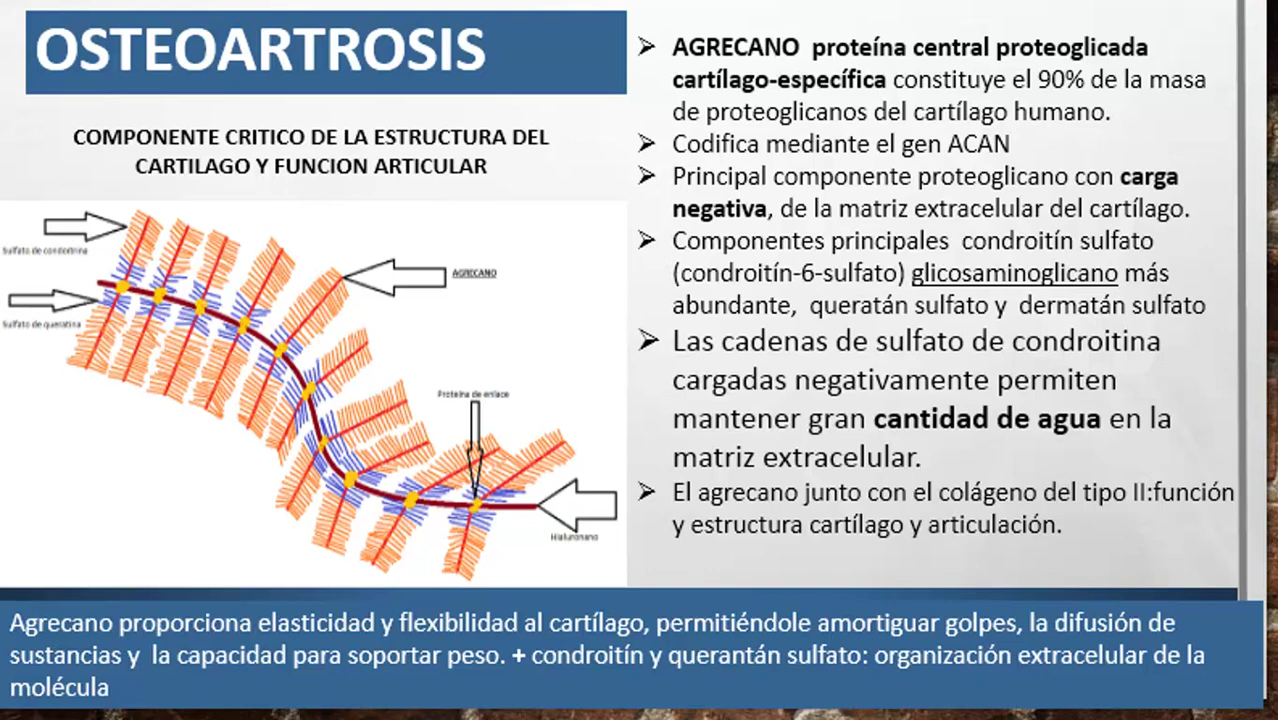 OSTEOARTROSIS
COMPONENTE CRITICO DE LA ESTRUCTURA DEL
CARTILAGO Y FUNCION ARTICULAR
Sulfato de condoitrina
Sulfato de queratina
AGRECANO
Proteína de enlace
Hialuronano
➢ AGRECANO proteína central proteoglicada
cartílago-específica constituye el 90% de la masa
de proteoglicanos del cartílago humano.
➢ Codifica mediante el gen ACAN
➢ Principal componente proteoglicano con carga
negativa, de la matriz extracelular del cartílago.
➢ Componentes principales condroitín sulfato
(condroitín-6-sulfato) glicosaminoglicano más
abundante, queratán sulfato y dermatán sulfato
➢ Las cadenas de sulfato de condroitina
cargadas negativamente permiten
mantener gran cantidad de agua en la
matriz extracelular.
➢ El agrecano junto con el colágeno del tipo II:función
y estructura cartílago y articulación.
Agrecano proporciona elasticidad y flexibilidad al cartílago, permitiéndole amortiguar golpes, la difusión de
sustancias y la capacidad para soportar peso. + condroitín y querantán sulfato: organización extracelular de la
molécula